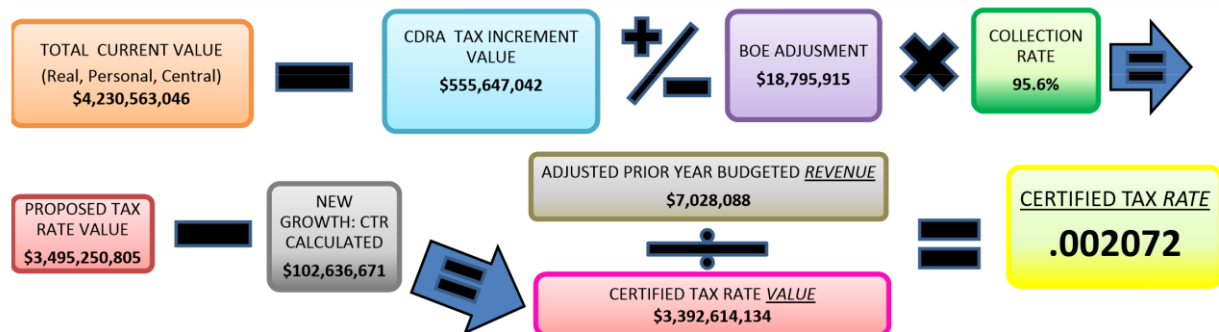 TOTAL CURRENT VALUE
(Real, Personal, Central)
$4,230,563,046
CDRA TAX INCREMENT
VALUE
$555,647,042
BOE ADJUSMENT
$18,795,915
COLLECTION
RATE
95.6%
PROPOSED TAX
RATE VALUE
$3,495,250,805
NEW
GROWTH: CTR
CALCULATED
$102,636,671
ADJUSTED PRIOR YEAR BUDGETED REVENUE
$7,028,088
CERTIFIED TAX RATE VALUE
$3,392,614,134
CERTIFIED TAX RATE
.002072